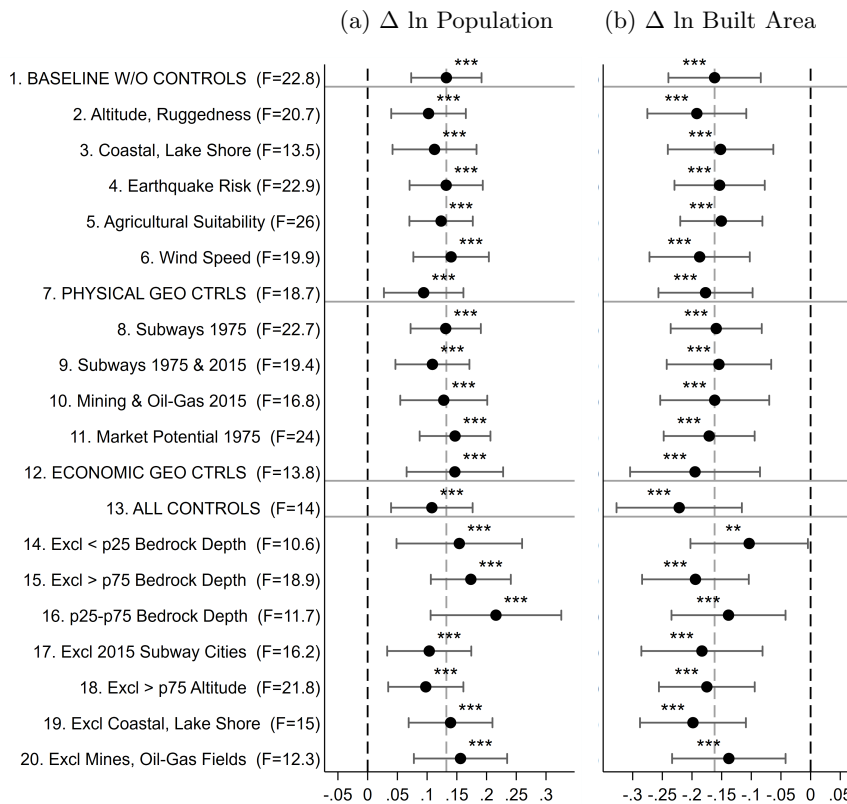 (a) Δ ln Population (b) Δ ln Built Area
1. BASELINE W/O CONTROLS (F=22.8) *** ***
2. Altitude, Ruggedness (F=20.7) *** ***
3. Coastal, Lake Shore (F=13.5) *** ***
4. Earthquake Risk (F=22.9) *** ***
5. Agricultural Suitability (F=26) *** ***
6. Wind Speed (F=19.9) *** ***
7. PHYSICAL GEO CTRLS (F=18.7) *** ***
8. Subways 1975 (F=22.7) *** ***
9. Subways 1975 & 2015 (F=19.4) *** ***
10. Mining & Oil-Gas 2015 (F=16.8) *** ***
11. Market Potential 1975 (F=24) *** ***
12. ECONOMIC GEO CTRLS (F=13.8) *** ***
13. ALL CONTROLS (F=14) *** ***
14. Excl < p25 Bedrock Depth (F=10.6) *** **
15. Excl > p75 Bedrock Depth (F=18.9) *** ***
16. p25-p75 Bedrock Depth (F=11.7) *** ***
17. Excl 2015 Subway Cities (F=16.2) *** ***
18. Excl > p75 Altitude (F=21.8) *** ***
19. Excl Coastal, Lake Shore (F=15) *** ***
20. Excl Mines, Oil-Gas Fields (F=12.3) *** ***
-.05 0 .05 .1 .15 .2 .25 .3 -.3 -.25 -.2 -.15 -.1 -.05 0 .05